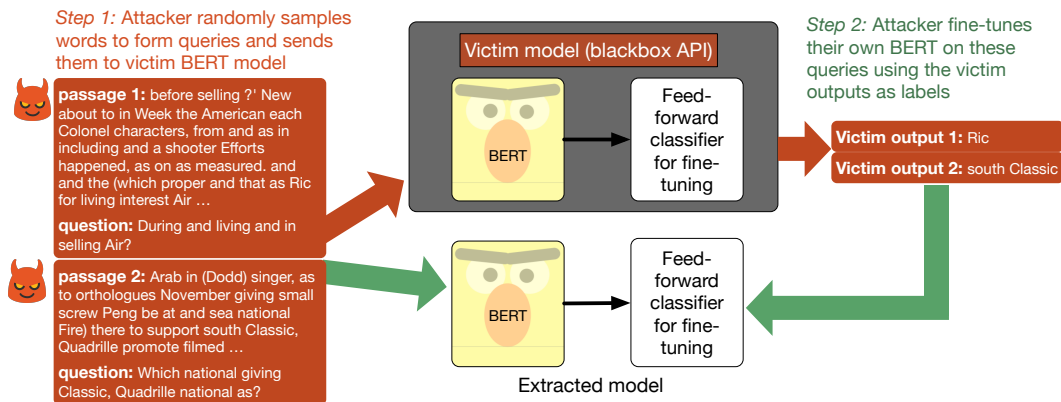 Step 1: Attacker randomly samples
words to form queries and sends
them to victim BERT model
passage 1: before selling ?' New
about to in Week the American each
Colonel characters, from and as in
including and a shooter Efforts
happened, as on as measured. and
and the (which proper and that as Ric
for living interest Air ...
question: During and living and in
selling Air?
passage 2: Arab in (Dodd) singer, as
to orthologues November giving small
screw Peng be at and sea national
Fire) there to support south Classic,
Quadrille promote filmed ...
question: Which national giving
Classic, Quadrille national as?
Victim model (blackbox API)
BERT
Feed-
forward
classifier
for fine-
tuning
BERT
Feed-
forward
classifier
for fine-
tuning
Extracted model
Step 2: Attacker fine-tunes
their own BERT on these
queries using the victim
outputs as labels
Victim output 1: Ric
Victim output 2: south Classic